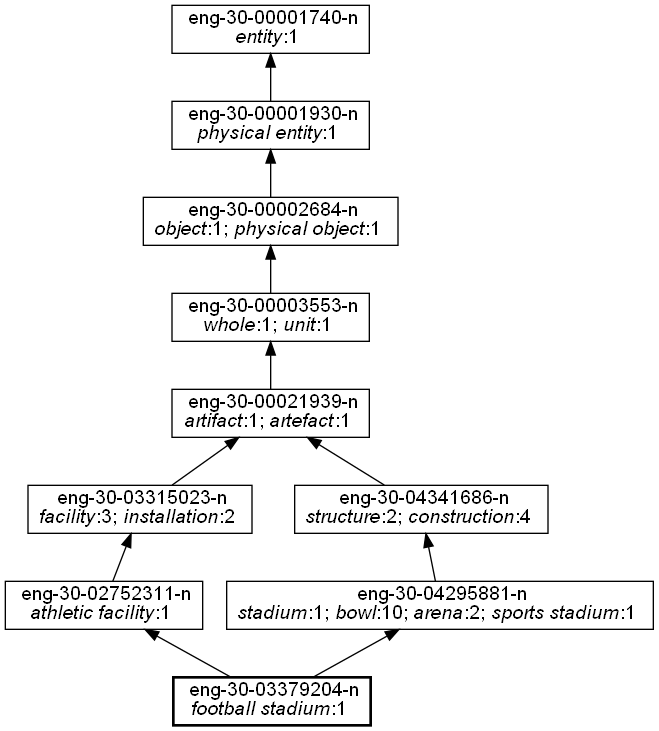 eng-30-00001740-n
entity:1
eng-30-00001930-n
physical entity:1
eng-30-00002684-n
object:1; physical object:1
eng-30-00003553-n
whole:1; unit:1
eng-30-00021939-n
artifact:1; artefact:1
eng-30-03315023-n
facility:3; installation:2
eng-30-04341686-n
structure:2; construction:4
eng-30-02752311-n
athletic facility:1
eng-30-04295881-n
stadium:1; bowl:10; arena:2; sports stadium:1
eng-30-03379204-n
football stadium:1